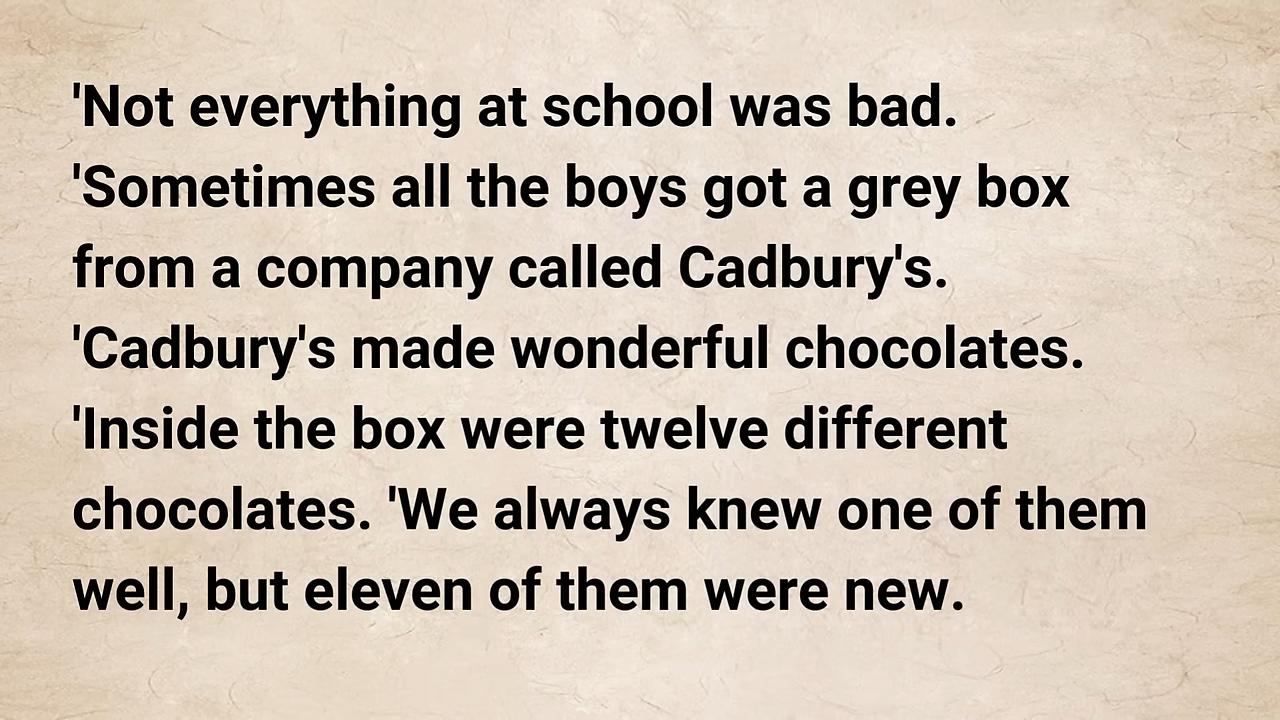 'Not everything at school was bad.
'Sometimes all the boys got a grey box
from a company called Cadbury's.
'Cadbury's made wonderful chocolates.
'Inside the box were twelve different
chocolates. 'We always knew one of them
well, but eleven of them were new.